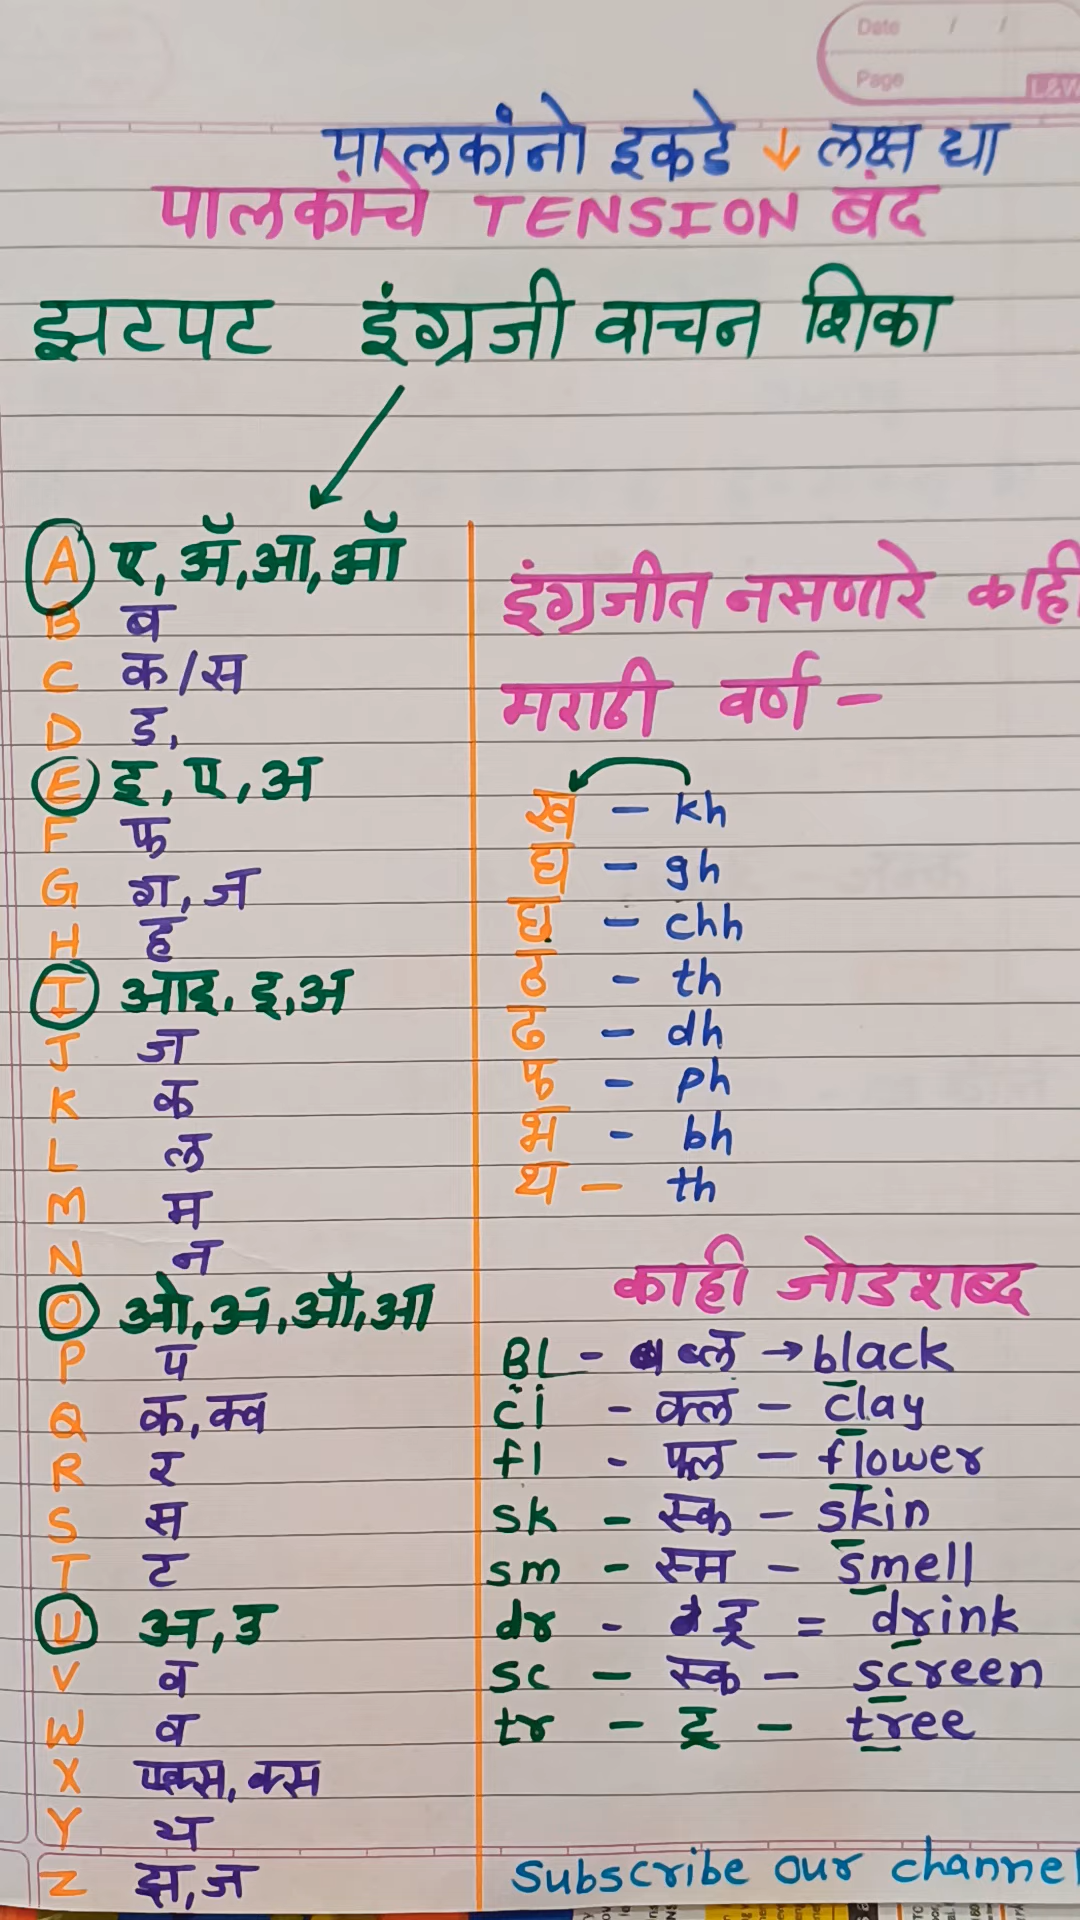 Date / /
Page
पालकांनो इकडे ↓ लक्ष द्या
पालकांचे TENSION बंद
झटपट इंग्रजी वाचन शिका
A ए, ॲ, आ, ऑ
B ब
C क/स
D ड,
E इ, ए, अ
F फ
G ग, ज
H ह
I आइ, इ, अ
J ज
K क
L ल
M म
N न
O ओ, अ, ऑ, आ
P प
Q क, क्व
R र
S स
T ट
U अ, उ
V व
W व
X एक्स, क्स
Y य
Z झ, ज
इंग्रजीत नसणारे काही
मराठी वर्ण -
ख - kh
घ - gh
छ - chh
ठ - th
ढ - dh
फ - ph
भ - bh
थ - th
काही जोडशब्द
Bl - ब्ल → black
cl - क्ल - clay
fl - फ्ल - flower
sk - स्क - skin
sm - स्म - smell
dr - ड्र = drink
sc - स्क - screen
tr - ट्र - tree
Subscribe our channel